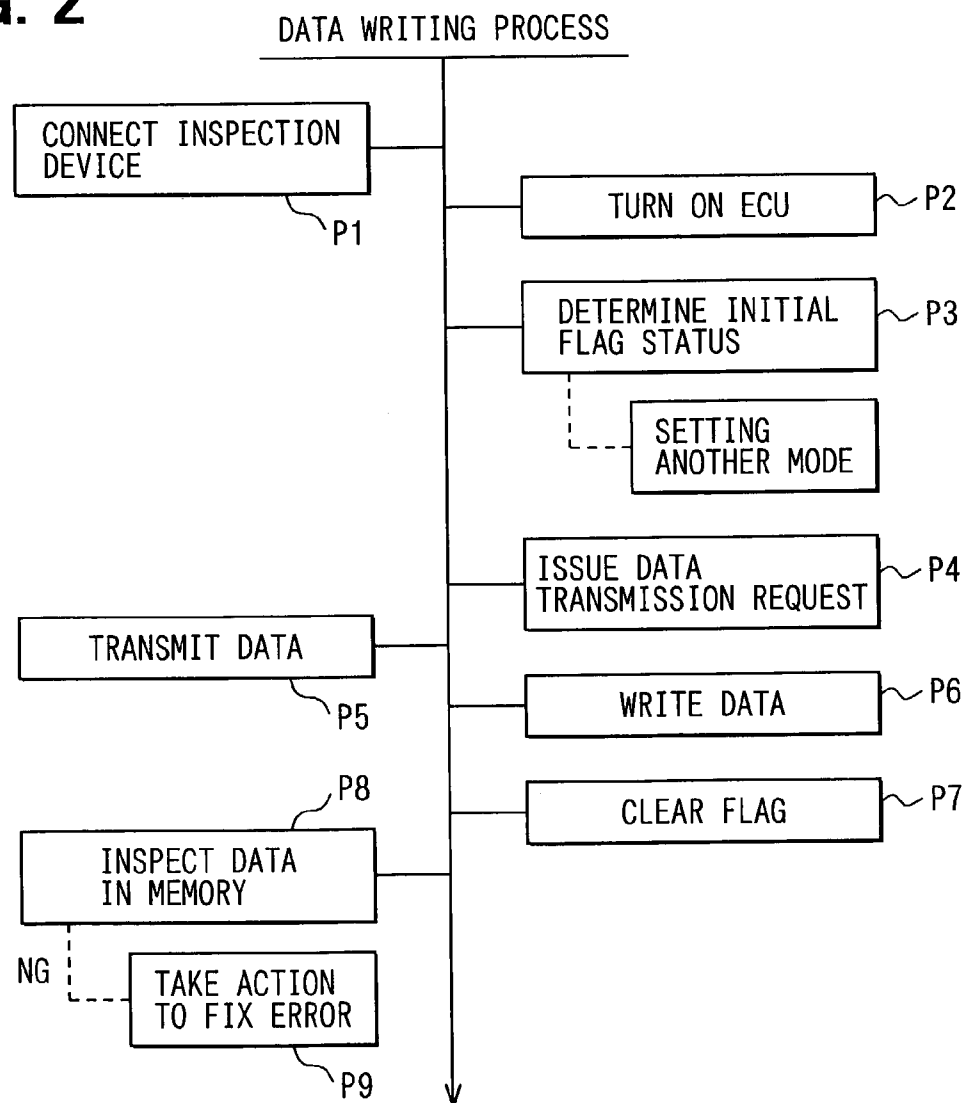 DATA WRITING PROCESS
CONNECT INSPECTION
DEVICE
P1
TURN ON ECU
P2
DETERMINE INITIAL
FLAG STATUS
P3
SETTING
ANOTHER MODE
ISSUE DATA
TRANSMISSION REQUEST
P4
TRANSMIT DATA
P5
WRITE DATA
P6
CLEAR FLAG
P7
P8
INSPECT DATA
IN MEMORY
NG
TAKE ACTION
TO FIX ERROR
P9